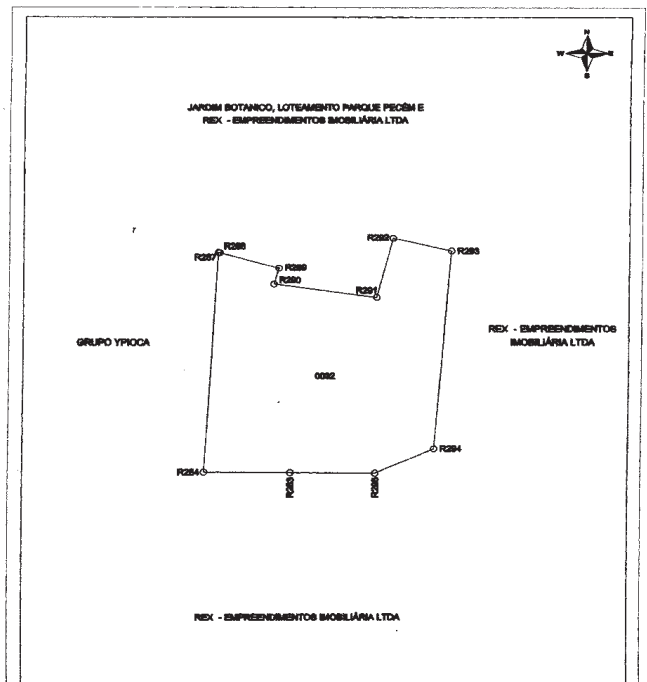 N
W E
S
JARDIM BOTANICO, LOTEAMENTO PARQUE PECÉM E
REX - EMPREENDIMENTOS IMOBILIÁRIA LTDA
R292
R288
R287
R293
R289
R290
R291
REX - EMPREENDIMENTOS
IMOBILIÁRIA LTDA
GRUPO YPIOCA
0092
R294
R284
R283
REX - EMPREENDIMENTOS IMOBILIÁRIA LTDA